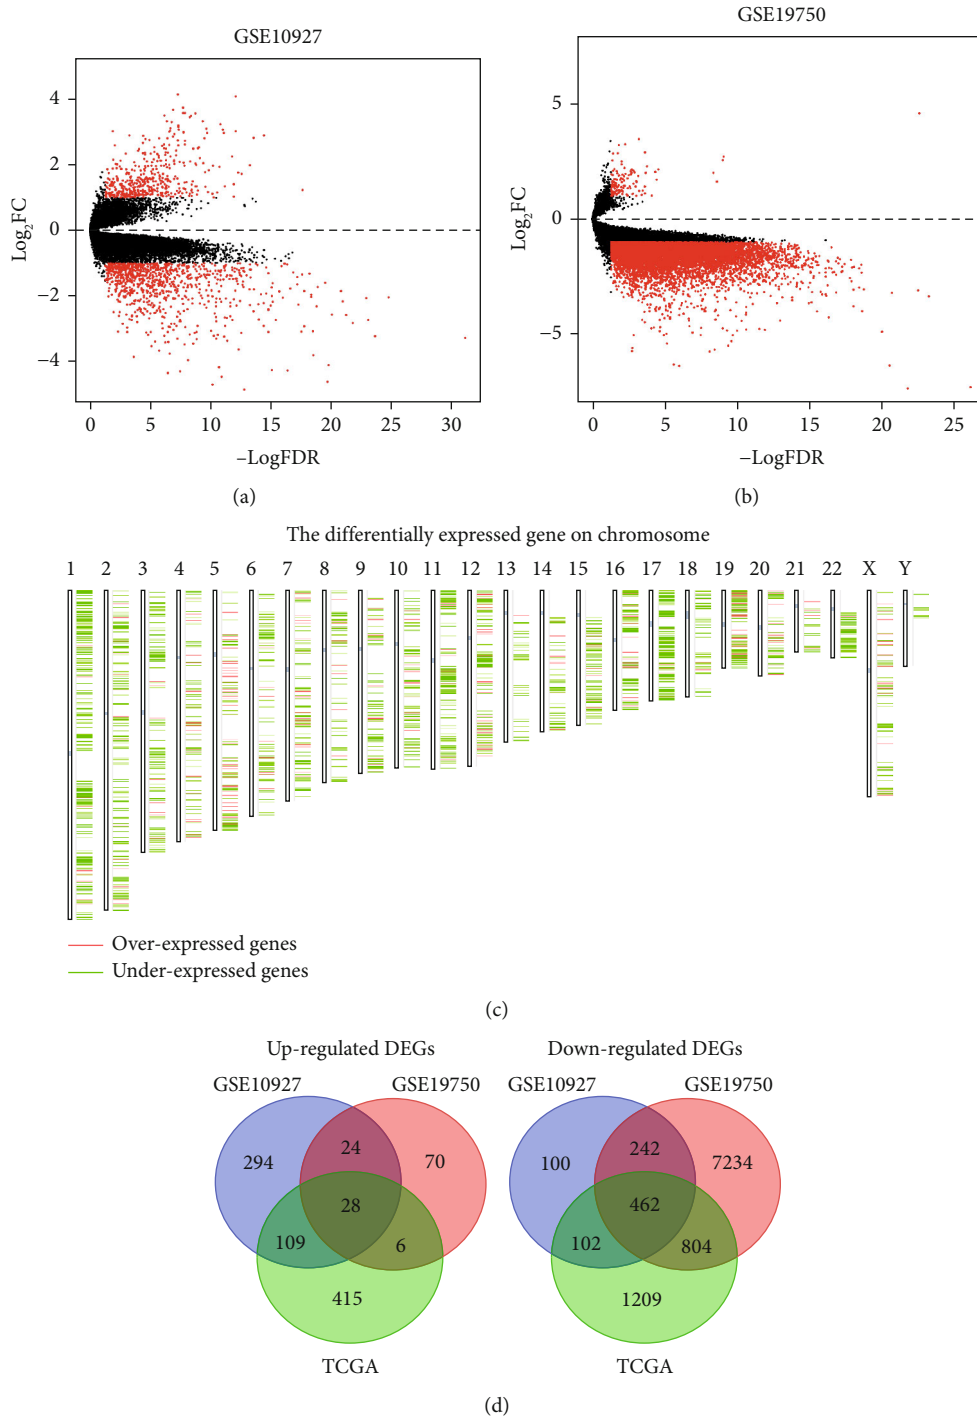 GSE10927
GSE19750
4
2
0
−2
−4
Log2FC
0 5 10 15 20 25 30
−LogFDR
(a)
5
0
−5
Log2FC
0 5 10 15 20 25
−LogFDR
(b)
The differentially expressed gene on chromosome
1 2 3 4 5 6 7 8 9 10 11 12 13 14 15 16 17 18 19 20 21 22 X Y
Over-expressed genes
Under-expressed genes
(c)
Up-regulated DEGs
GSE10927 GSE19750
294 24 70
28
109 6
415
TCGA
Down-regulated DEGs
GSE10927 GSE19750
100 242 7234
462
102 804
1209
TCGA
(d)